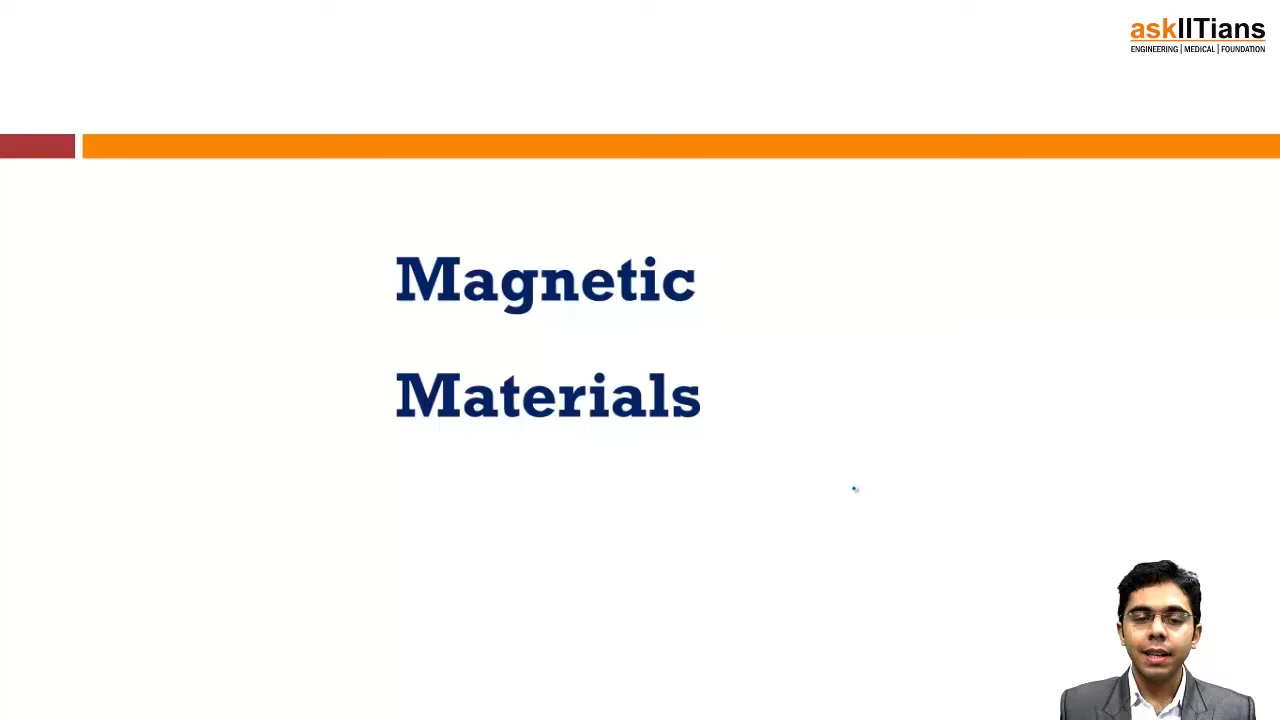 askIITians
ENGINEERING | MEDICAL | FOUNDATION
Magnetic
Materials